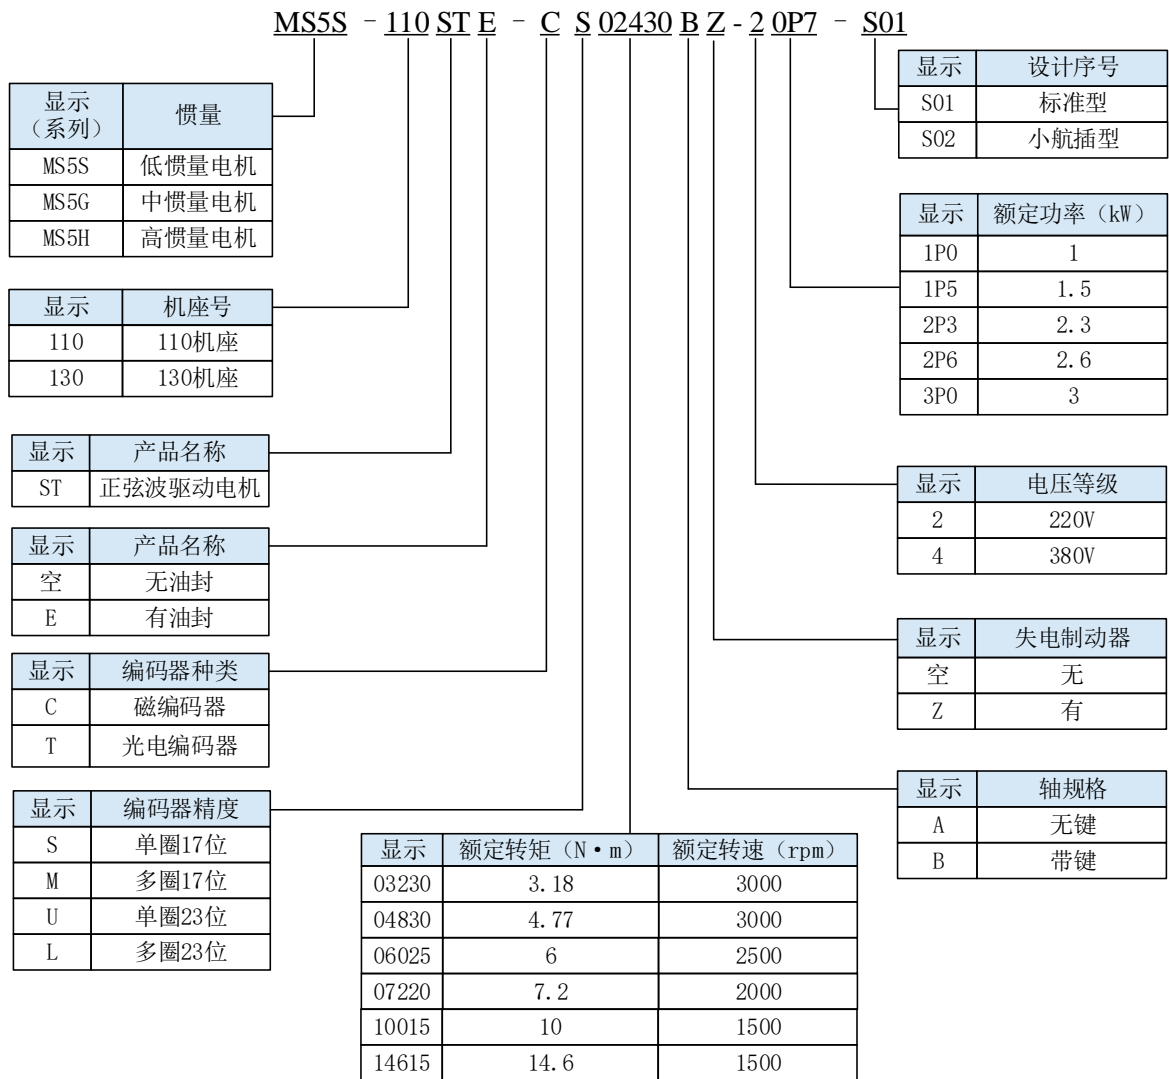 MS5S - 110 ST E - C S 02430 B Z - 2 0P7 - S01
显示（系列） 惯量
MS5S 低惯量电机
MS5G 中惯量电机
MS5H 高惯量电机
显示 机座号
110 110机座
130 130机座
显示 产品名称
ST 正弦波驱动电机
显示 产品名称
空 无油封
E 有油封
显示 编码器种类
C 磁编码器
T 光电编码器
显示 编码器精度
S 单圈17位
M 多圈17位
U 单圈23位
L 多圈23位
显示 额定转矩（N•m） 额定转速（rpm）
03230 3.18 3000
04830 4.77 3000
06025 6 2500
07220 7.2 2000
10015 10 1500
14615 14.6 1500
显示 设计序号
S01 标准型
S02 小航插型
显示 额定功率（kW）
1P0 1
1P5 1.5
2P3 2.3
2P6 2.6
3P0 3
显示 电压等级
2 220V
4 380V
显示 失电制动器
空 无
Z 有
显示 轴规格
A 无键
B 带键